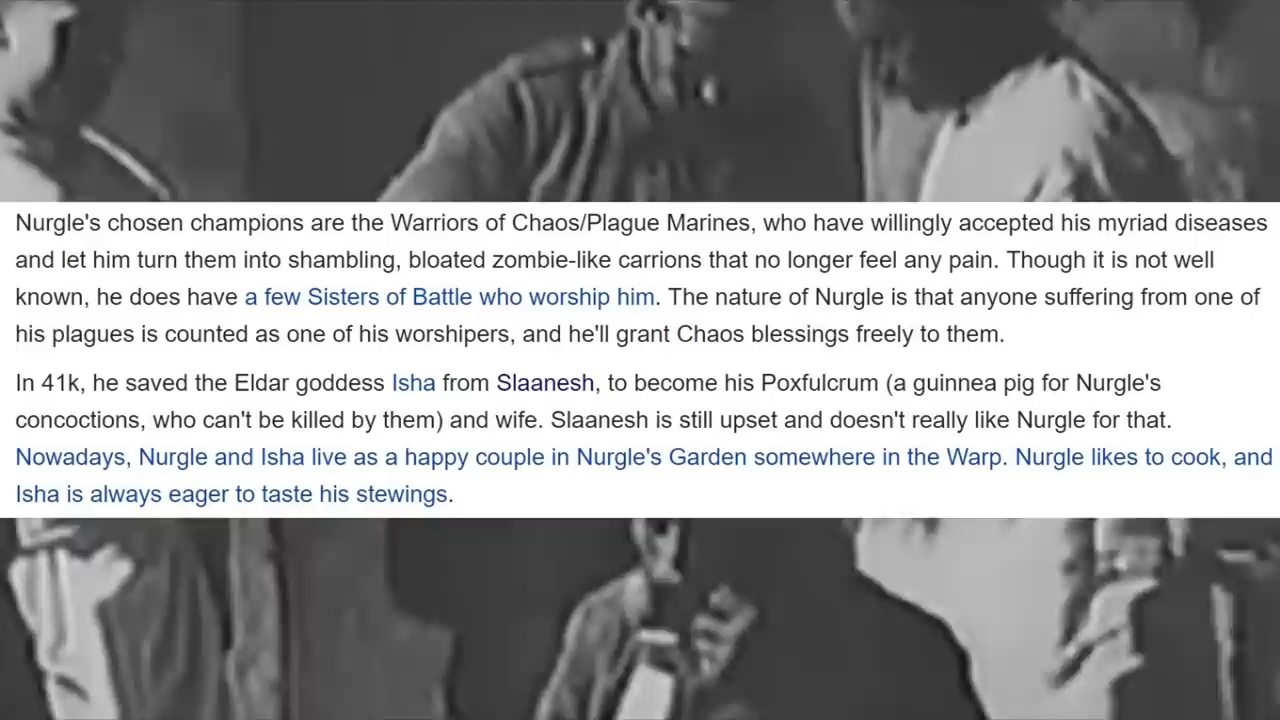 Nurgle's chosen champions are the Warriors of Chaos/Plague Marines, who have willingly accepted his myriad diseases
and let him turn them into shambling, bloated zombie-like carrions that no longer feel any pain. Though it is not well
known, he does have a few Sisters of Battle who worship him. The nature of Nurgle is that anyone suffering from one of
his plagues is counted as one of his worshipers, and he'll grant Chaos blessings freely to them.
In 41k, he saved the Eldar goddess Isha from Slaanesh, to become his Poxfulcrum (a guinnea pig for Nurgle's
concoctions, who can't be killed by them) and wife. Slaanesh is still upset and doesn't really like Nurgle for that.
Nowadays, Nurgle and Isha live as a happy couple in Nurgle's Garden somewhere in the Warp. Nurgle likes to cook, and
Isha is always eager to taste his stewings.